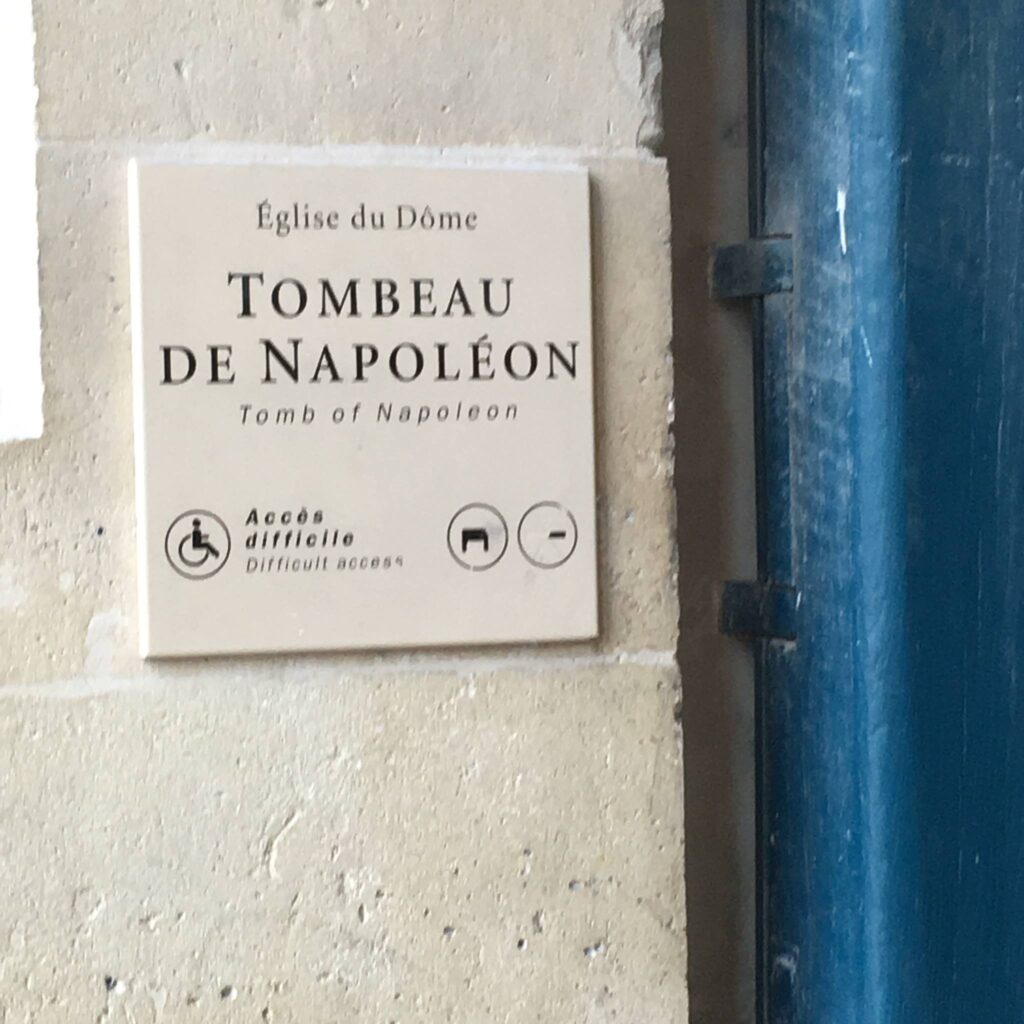 Église du Dôme
TOMBEAU
DE NAPOLÉON
Tomb of Napoleon
Accès
difficile
Difficult access